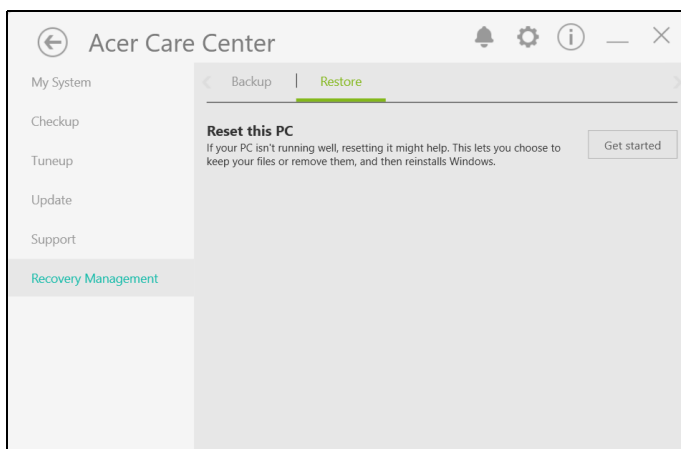 Acer Care Center
My System
Checkup
Tuneup
Update
Support
Recovery Management
Backup | Restore
Reset this PC
If your PC isn't running well, resetting it might help. This lets you choose to
keep your files or remove them, and then reinstalls Windows.
Get started